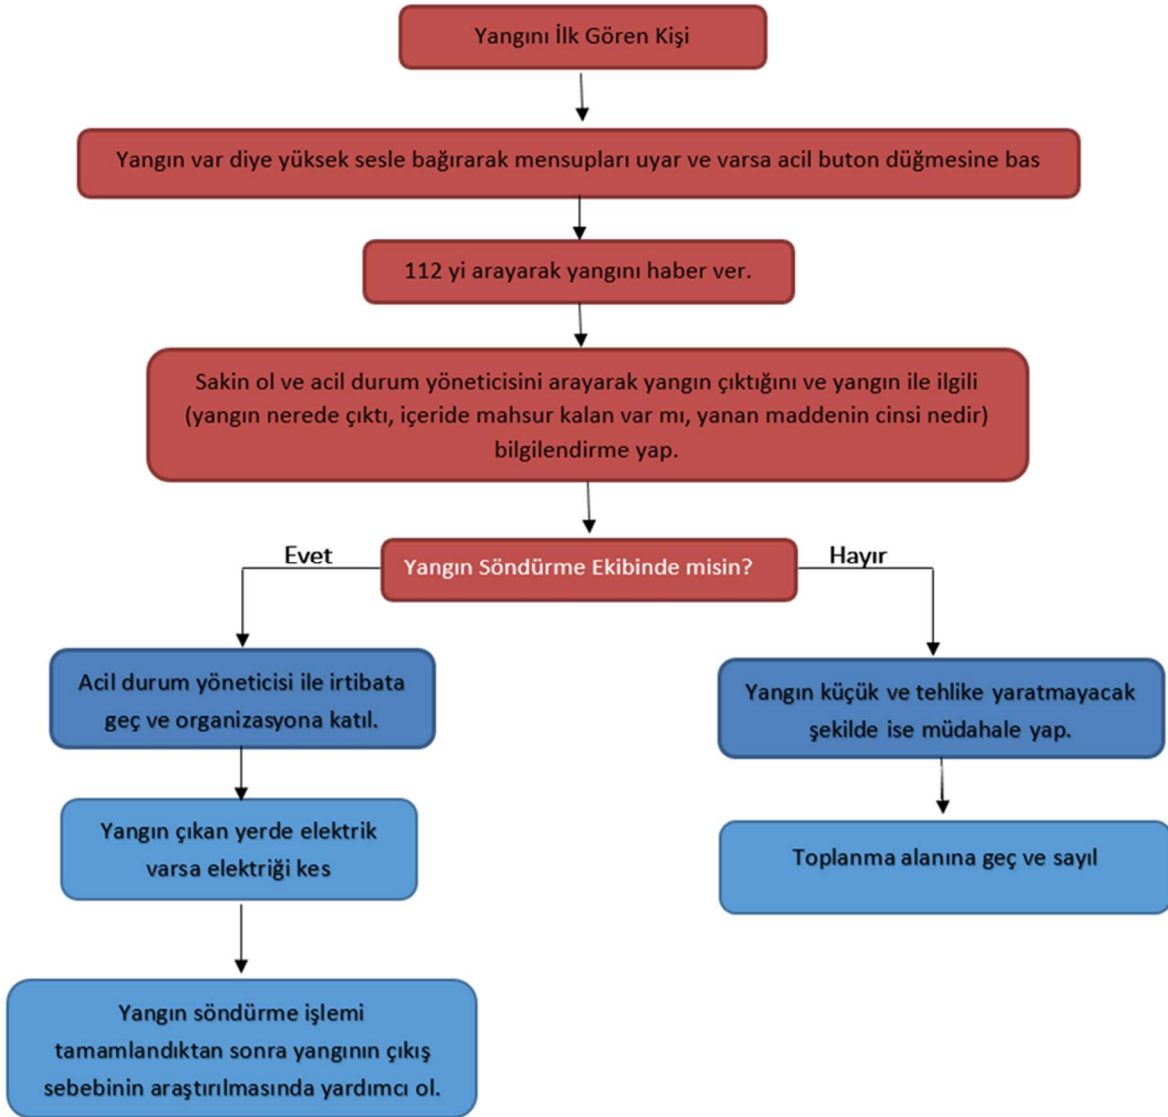 Yangını İlk Gören Kişi
Yangın var diye yüksek sesle bağırarak mensupları uyar ve varsa acil buton düğmesine bas
112 yi arayarak yangını haber ver.
Sakin ol ve acil durum yöneticisini arayarak yangın çıktığını ve yangın ile ilgili
(yangın nerede çıktı, içeride mahsur kalan var mı, yanan maddenin cinsi nedir)
bilgilendirme yap.
Evet
Yangın Söndürme Ekibinde misin?
Hayır
Acil durum yöneticisi ile irtibata
geç ve organizasyona katıl.
Yangın küçük ve tehlike yaratmayacak
şekilde ise müdahale yap.
Yangın çıkan yerde elektrik
varsa elektriği kes
Toplanma alanına geç ve sayıl
Yangın söndürme işlemi
tamamlandıktan sonra yangının çıkış
sebebinin araştırılmasında yardımcı ol.